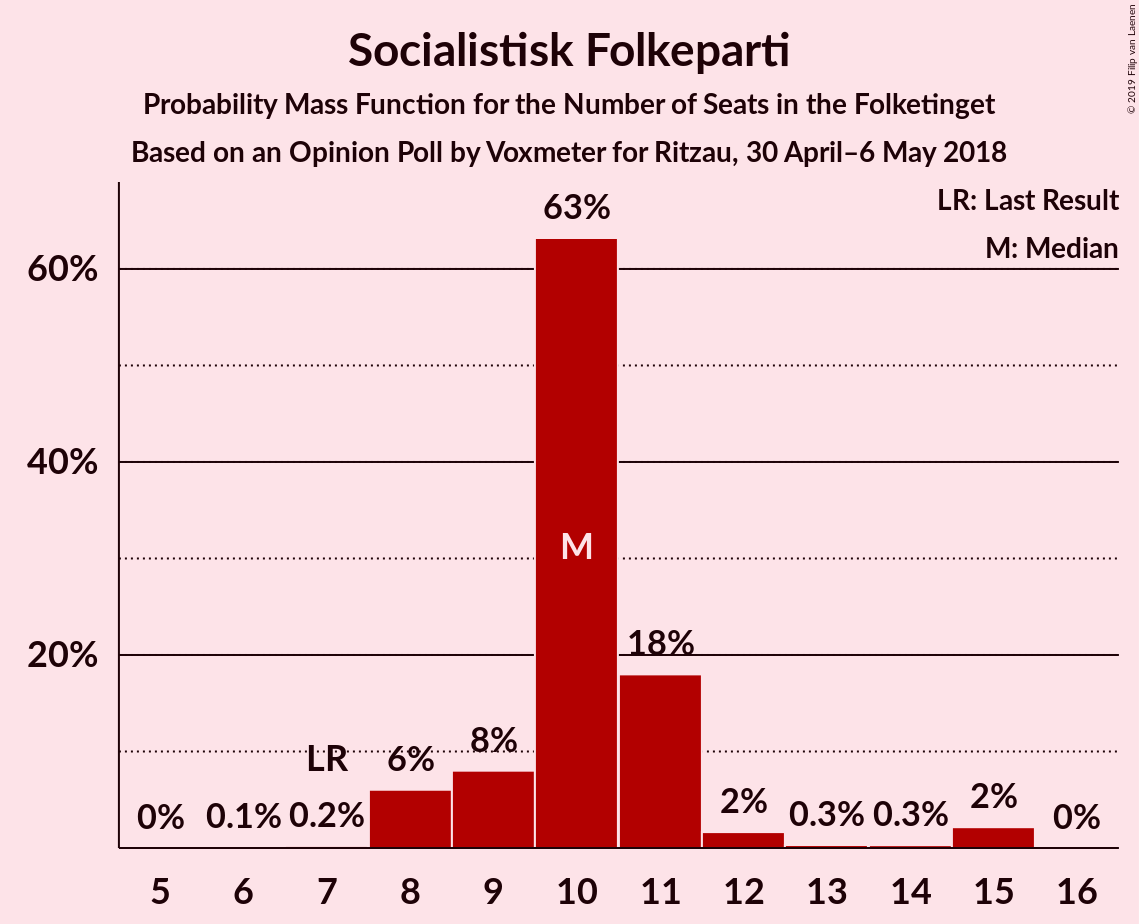 Socialistisk Folkeparti
Probability Mass Function for the Number of Seats in the Folketinget
Based on an Opinion Poll by Voxmeter for Ritzau, 30 April–6 May 2018
© 2019 Filip van Laenen
LR: Last Result
M: Median
60%
40%
20%
0%
0.1%
0.2%
LR
6%
8%
63%
M
18%
2%
0.3%
0.3%
2%
0%
5 6 7 8 9 10 11 12 13 14 15 16